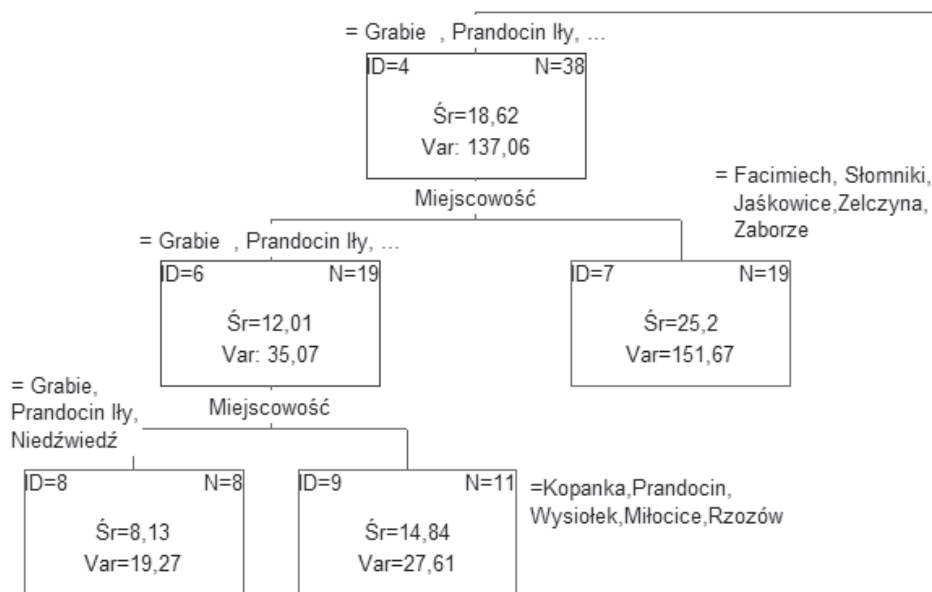 = Grabie , Prandocin Iły, ...
ID=4 N=38
Śr=18,62
Var: 137,06
Miejscowość
= Facimiech, Słomniki,
Jaśkowice,Zelczyna,
Zaborze
= Grabie , Prandocin Iły, ...
ID=6 N=19
Śr=12,01
Var: 35,07
ID=7 N=19
Śr=25,2
Var=151,67
Miejscowość
= Grabie,
Prandocin Iły,
Niedźwiedź
ID=8 N=8
Śr=8,13
Var=19,27
ID=9 N=11
Śr=14,84
Var=27,61
=Kopanka,Prandocin,
Wysiołek,Miłocice,Rzozów